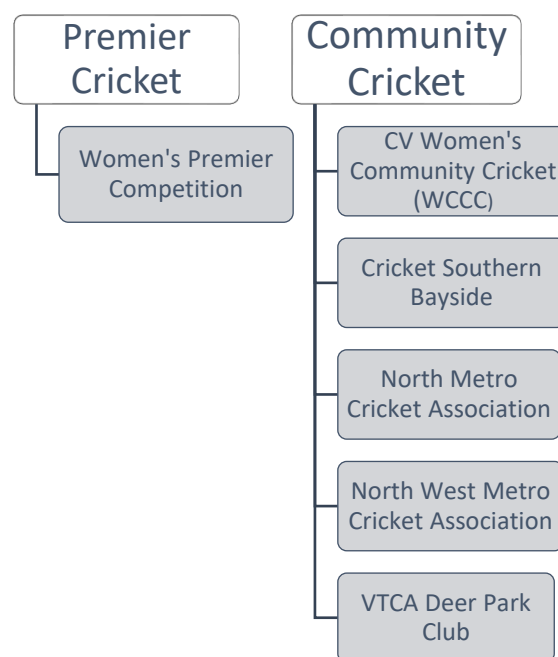 Premier
Cricket
Women's Premier
Competition
Community
Cricket
CV Women's
Community Cricket
(WCCC)
Cricket Southern
Bayside
North Metro
Cricket Association
North West Metro
Cricket Association
VTCA Deer Park
Club